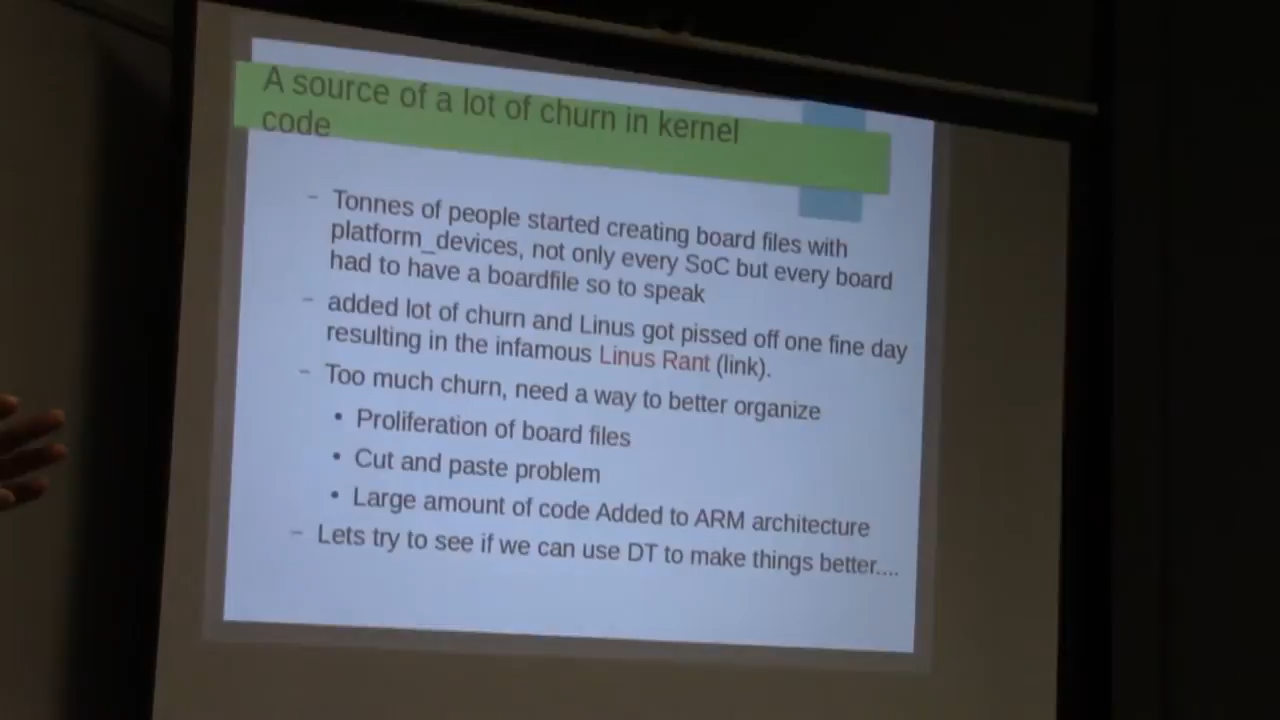 A source of a lot of churn in kernel
code
– Tonnes of people started creating board files with
platform_devices, not only every SoC but every board
had to have a boardfile so to speak
– added lot of churn and Linus got pissed off one fine day
resulting in the infamous Linus Rant (link).
– Too much churn, need a way to better organize
• Proliferation of board files
• Cut and paste problem
• Large amount of code Added to ARM architecture
– Lets try to see if we can use DT to make things better....